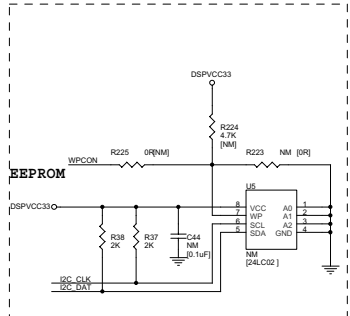 DSPVCC33
R224
4.7K
[NM]
R225 0R[NM]
R223 NM [0R]
WPCON
EEPROM
U5
DSPVCC33
8 VCC A0 1
7 WP A1 2
6 SCL A2 3
5 SDA GND 4
R38
2K
R37
2K
C44
NM
[0.1uF]
NM
[24LC02]
I2C_CLK
I2C_DAT